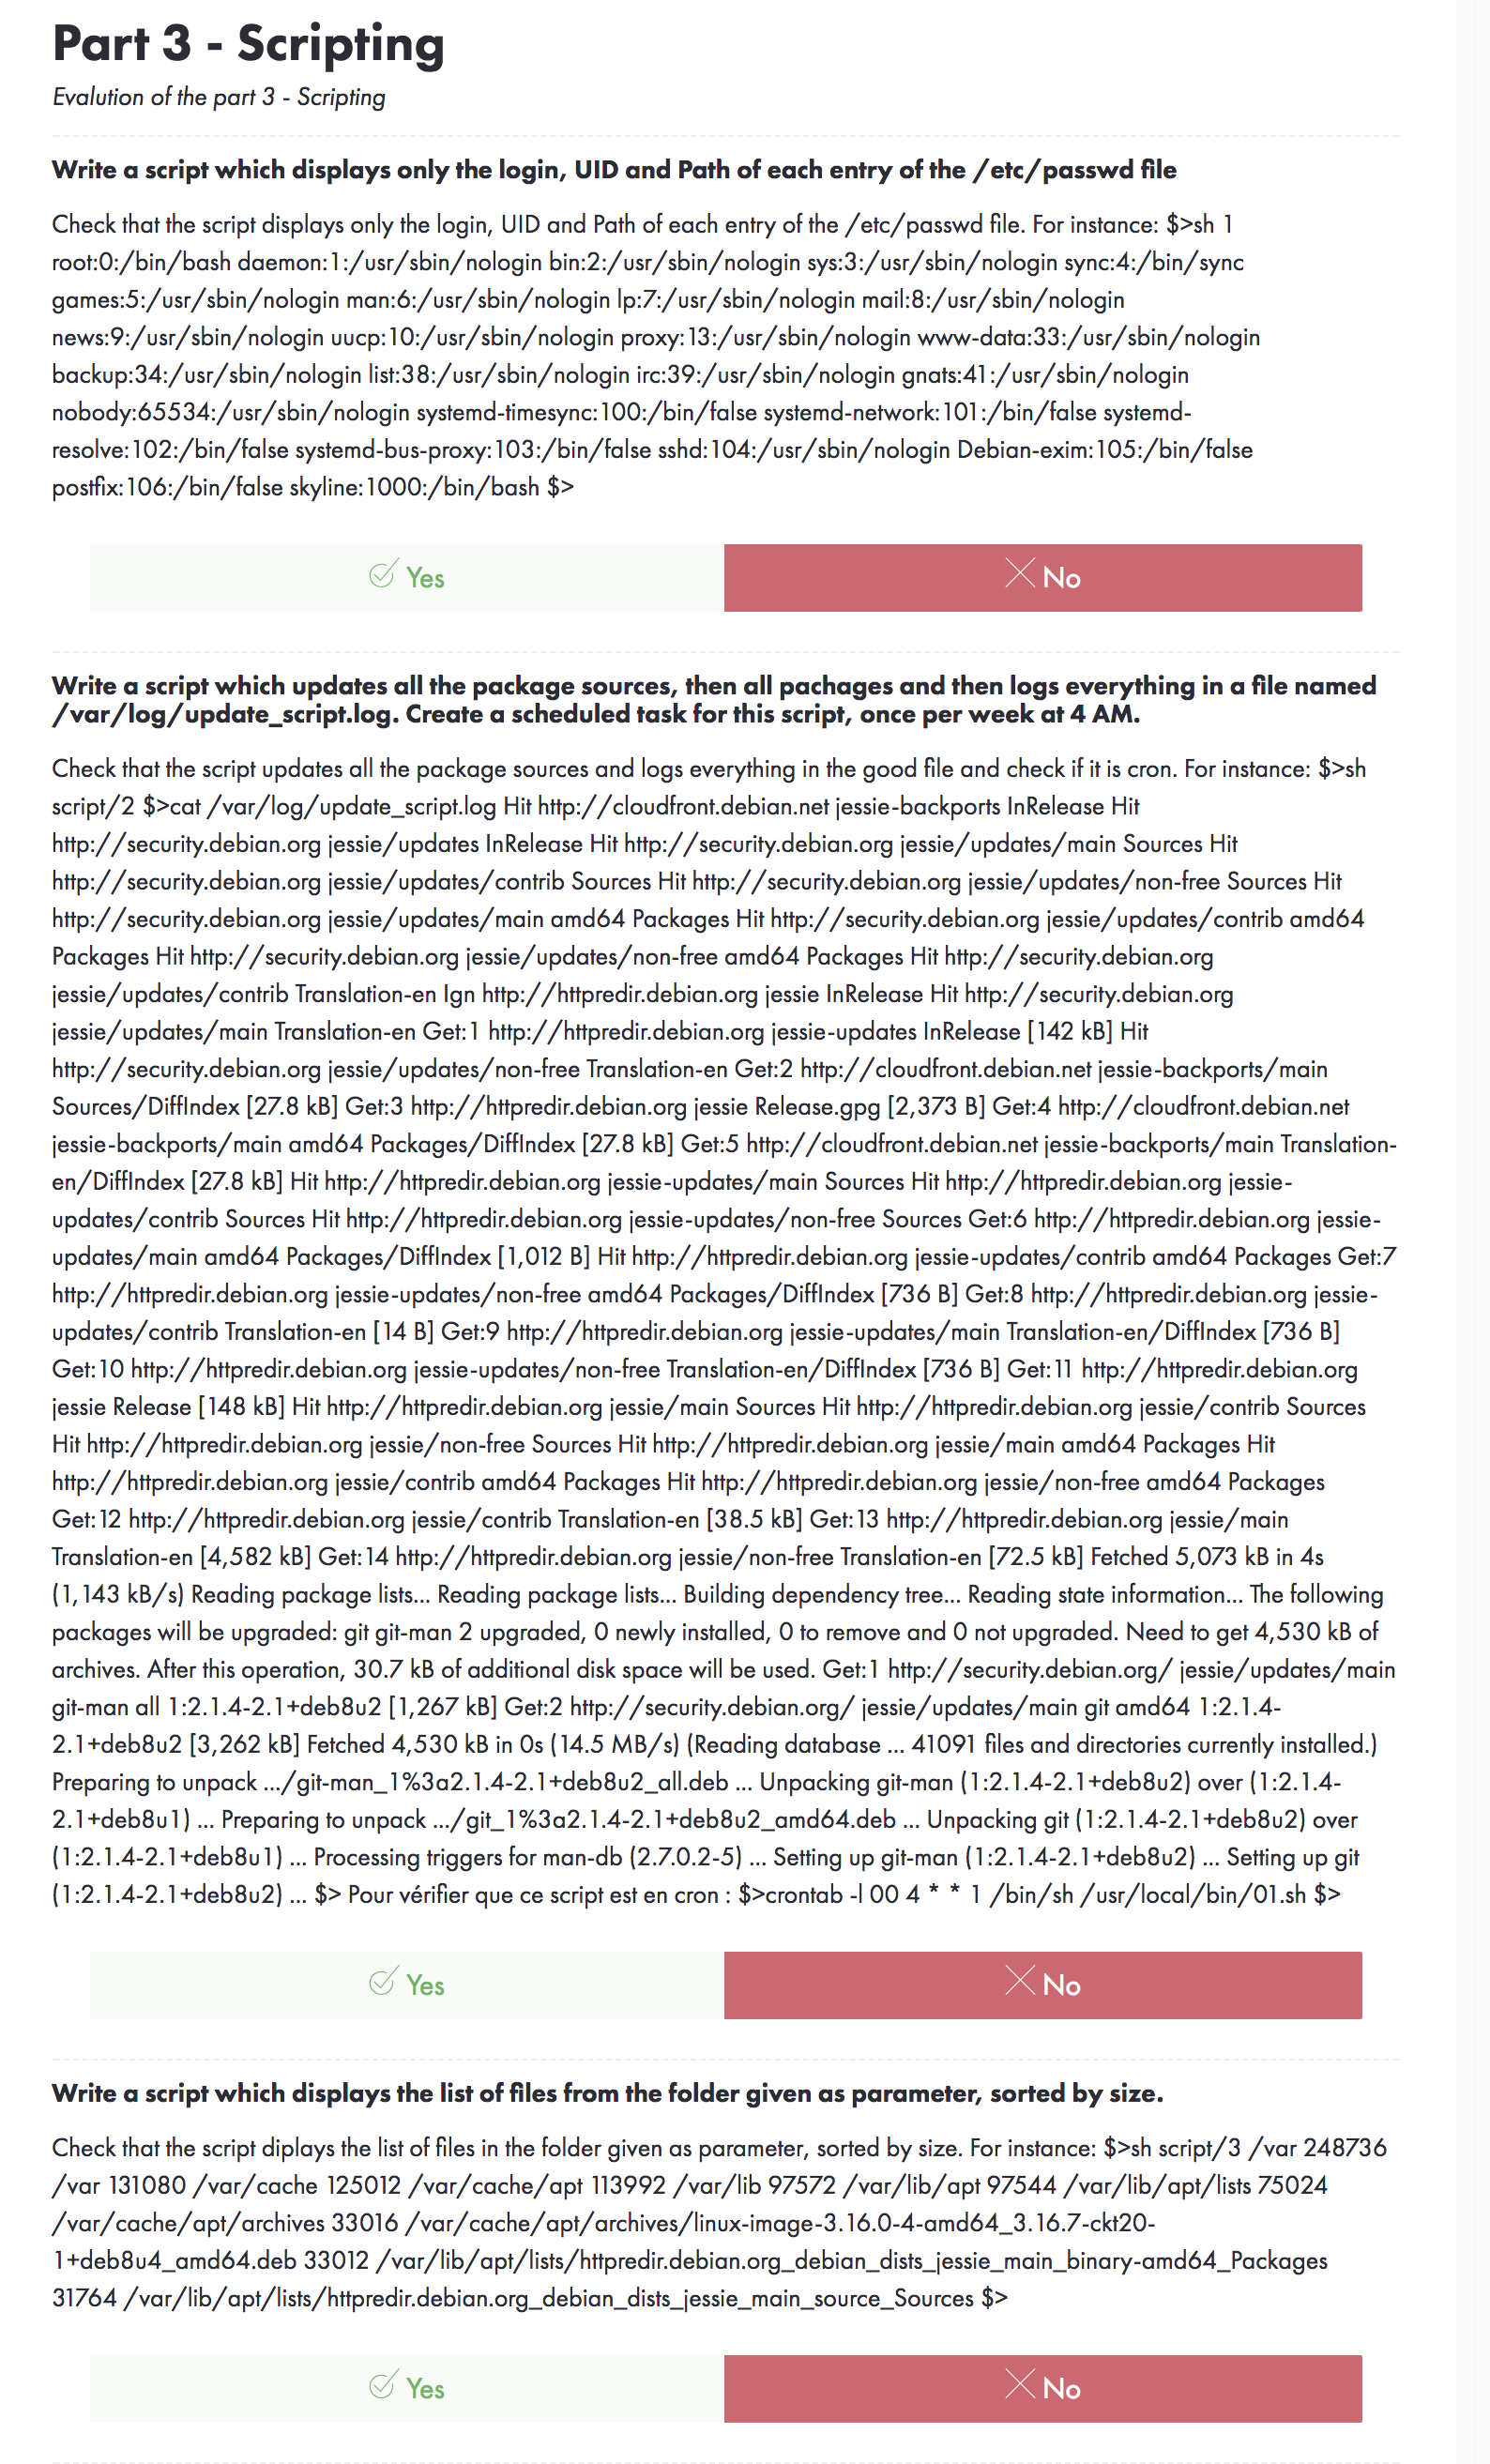 Part 3 - Scripting
Evalution of the part 3 - Scripting
Write a script which displays only the login, UID and Path of each entry of the /etc/passwd file
Check that the script displays only the login, UID and Path of each entry of the /etc/passwd file. For instance: $>sh 1
root:0:/bin/bash daemon:1:/usr/sbin/nologin bin:2:/usr/sbin/nologin sys:3:/usr/sbin/nologin sync:4:/bin/sync
games:5:/usr/sbin/nologin man:6:/usr/sbin/nologin lp:7:/usr/sbin/nologin mail:8:/usr/sbin/nologin
news:9:/usr/sbin/nologin uucp:10:/usr/sbin/nologin proxy:13:/usr/sbin/nologin www-data:33:/usr/sbin/nologin
backup:34:/usr/sbin/nologin list:38:/usr/sbin/nologin irc:39:/usr/sbin/nologin gnats:41:/usr/sbin/nologin
nobody:65534:/usr/sbin/nologin systemd-timesync:100:/bin/false systemd-network:101:/bin/false systemd-
resolve:102:/bin/false systemd-bus-proxy:103:/bin/false sshd:104:/usr/sbin/nologin Debian-exim:105:/bin/false
postfix:106:/bin/false skyline:1000:/bin/bash $>
Yes
No
Write a script which updates all the package sources, then all pachages and then logs everything in a file named
/var/log/update_script.log. Create a scheduled task for this script, once per week at 4 AM.
Check that the script updates all the package sources and logs everything in the good file and check if it is cron. For instance: $>sh
script/2 $>cat /var/log/update_script.log Hit http://cloudfront.debian.net jessie-backports InRelease Hit
http://security.debian.org jessie/updates InRelease Hit http://security.debian.org jessie/updates/main Sources Hit
http://security.debian.org jessie/updates/contrib Sources Hit http://security.debian.org jessie/updates/non-free Sources Hit
http://security.debian.org jessie/updates/main amd64 Packages Hit http://security.debian.org jessie/updates/contrib amd64
Packages Hit http://security.debian.org jessie/updates/non-free amd64 Packages Hit http://security.debian.org
jessie/updates/contrib Translation-en Ign http://httpredir.debian.org jessie InRelease Hit http://security.debian.org
jessie/updates/main Translation-en Get:1 http://httpredir.debian.org jessie-updates InRelease [142 kB] Hit
http://security.debian.org jessie/updates/non-free Translation-en Get:2 http://cloudfront.debian.net jessie-backports/main
Sources/DiffIndex [27.8 kB] Get:3 http://httpredir.debian.org jessie Release.gpg [2,373 B] Get:4 http://cloudfront.debian.net
jessie-backports/main amd64 Packages/DiffIndex [27.8 kB] Get:5 http://cloudfront.debian.net jessie-backports/main Translation-
en/DiffIndex [27.8 kB] Hit http://httpredir.debian.org jessie-updates/main Sources Hit http://httpredir.debian.org jessie-
updates/contrib Sources Hit http://httpredir.debian.org jessie-updates/non-free Sources Get:6 http://httpredir.debian.org jessie-
updates/main amd64 Packages/DiffIndex [1,012 B] Hit http://httpredir.debian.org jessie-updates/contrib amd64 Packages Get:7
http://httpredir.debian.org jessie-updates/non-free amd64 Packages/DiffIndex [736 B] Get:8 http://httpredir.debian.org jessie-
updates/contrib Translation-en [14 B] Get:9 http://httpredir.debian.org jessie-updates/main Translation-en/DiffIndex [736 B]
Get:10 http://httpredir.debian.org jessie-updates/non-free Translation-en/DiffIndex [736 B] Get:11 http://httpredir.debian.org
jessie Release [148 kB] Hit http://httpredir.debian.org jessie/main Sources Hit http://httpredir.debian.org jessie/contrib Sources
Hit http://httpredir.debian.org jessie/non-free Sources Hit http://httpredir.debian.org jessie/main amd64 Packages Hit
http://httpredir.debian.org jessie/contrib amd64 Packages Hit http://httpredir.debian.org jessie/non-free amd64 Packages
Get:12 http://httpredir.debian.org jessie/contrib Translation-en [38.5 kB] Get:13 http://httpredir.debian.org jessie/main
Translation-en [4,582 kB] Get:14 http://httpredir.debian.org jessie/non-free Translation-en [72.5 kB] Fetched 5,073 kB in 4s
(1,143 kB/s) Reading package lists... Reading package lists... Building dependency tree... Reading state information... The following
packages will be upgraded: git git-man 2 upgraded, 0 newly installed, 0 to remove and 0 not upgraded. Need to get 4,530 kB of
archives. After this operation, 30.7 kB of additional disk space will be used. Get:1 http://security.debian.org/ jessie/updates/main
git-man all 1:2.1.4-2.1+deb8u2 [1,267 kB] Get:2 http://security.debian.org/ jessie/updates/main git amd64 1:2.1.4-
2.1+deb8u2 [3,262 kB] Fetched 4,530 kB in 0s (14.5 MB/s) (Reading database ... 41091 files and directories currently installed.)
Preparing to unpack .../git-man_1%3a2.1.4-2.1+deb8u2_all.deb ... Unpacking git-man (1:2.1.4-2.1+deb8u2) over (1:2.1.4-
2.1+deb8u1) ... Preparing to unpack .../git_1%3a2.1.4-2.1+deb8u2_amd64.deb ... Unpacking git (1:2.1.4-2.1+deb8u2) over
(1:2.1.4-2.1+deb8u1) ... Processing triggers for man-db (2.7.0.2-5) ... Setting up git-man (1:2.1.4-2.1+deb8u2) ... Setting up git
(1:2.1.4-2.1+deb8u2) ... $> Pour vérifier que ce script est en cron : $>crontab -l 00 4 * * 1 /bin/sh /usr/local/bin/01.sh $>
Yes
No
Write a script which displays the list of files from the folder given as parameter, sorted by size.
Check that the script diplays the list of files in the folder given as parameter, sorted by size. For instance: $>sh script/3 /var 248736
/var 131080 /var/cache 125012 /var/cache/apt 113992 /var/lib 97572 /var/lib/apt 97544 /var/lib/apt/lists 75024
/var/cache/apt/archives 33016 /var/cache/apt/archives/linux-image-3.16.0-4-amd64_3.16.7-ckt20-
1+deb8u4_amd64.deb 33012 /var/lib/apt/lists/httpredir.debian.org_debian_dists_jessie_main_binary-amd64_Packages
31764 /var/lib/apt/lists/httpredir.debian.org_debian_dists_jessie_main_source_Sources $>
Yes
No